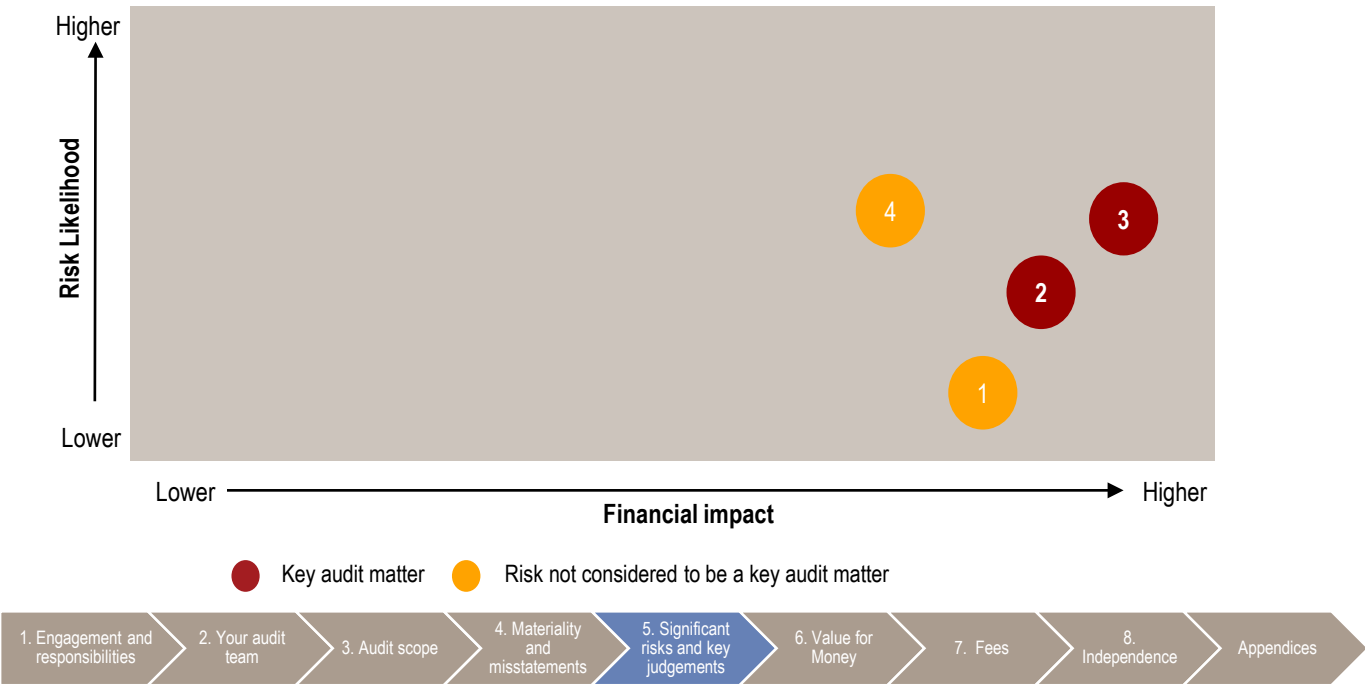 Higher
Risk Likelihood
4
3
2
1
Lower
Lower
Higher
Financial impact
Key audit matter
Risk not considered to be a key audit matter
1. Engagement and
responsibilities
2. Your audit
team
3. Audit scope
4. Materiality
and
misstatements
5. Significant
risks and key
judgements
6. Value for
Money
7. Fees
8.
Independence
Appendices